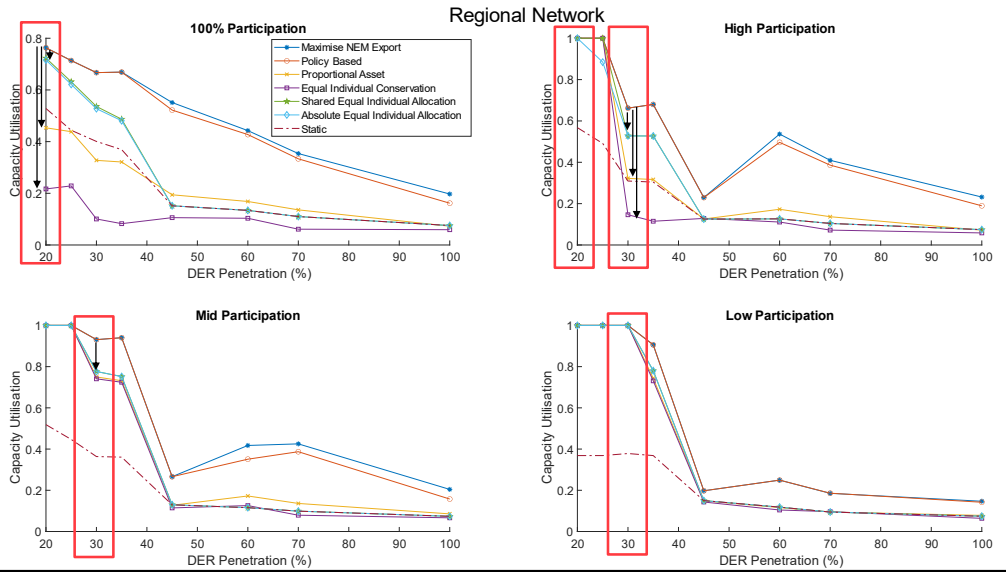 Regional Network
100% Participation
Capacity Utilisation
0.8
0.6
0.4
0.2
0
Maximise NEM Export
Policy Based
Proportional Asset
Equal Individual Conservation
Shared Equal Individual Allocation
Absolute Equal Individual Allocation
Static
20 30 40 50 60 70 80 90 100
DER Penetration (%)
High Participation
Capacity Utilisation
1
0.8
0.6
0.4
0.2
0
20 30 40 50 60 70 80 90 100
DER Penetration (%)
Mid Participation
Capacity Utilisation
1
0.8
0.6
0.4
0.2
0
20 30 40 50 60 70 80 90 100
DER Penetration (%)
Low Participation
Capacity Utilisation
1
0.8
0.6
0.4
0.2
0
20 30 40 50 60 70 80 90 100
DER Penetration (%)